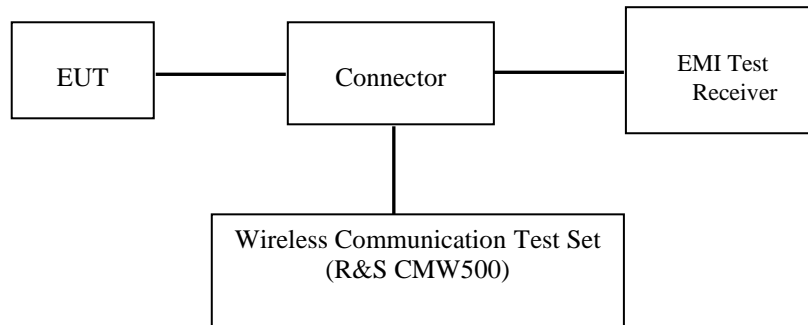 EUT
Connector
EMI Test
Receiver
Wireless Communication Test Set
(R&S CMW500)